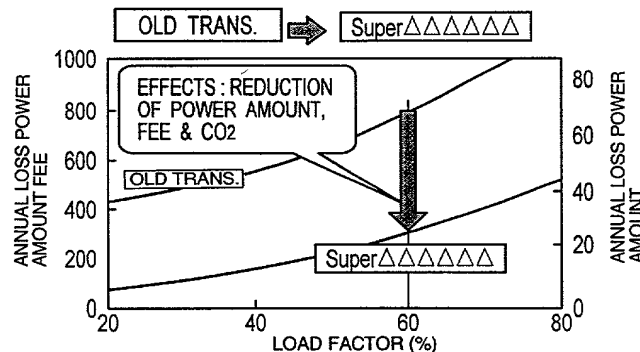 OLD TRANS.
Super△△△△△△
EFFECTS : REDUCTION
OF POWER AMOUNT,
FEE & CO2
OLD TRANS.
Super△△△△△△
ANNUAL LOSS POWER
AMOUNT FEE
1000
800
600
400
200
0
80
60
40
20
0
ANNUAL LOSS POWER
AMOUNT
20
40
60
80
LOAD FACTOR (%)